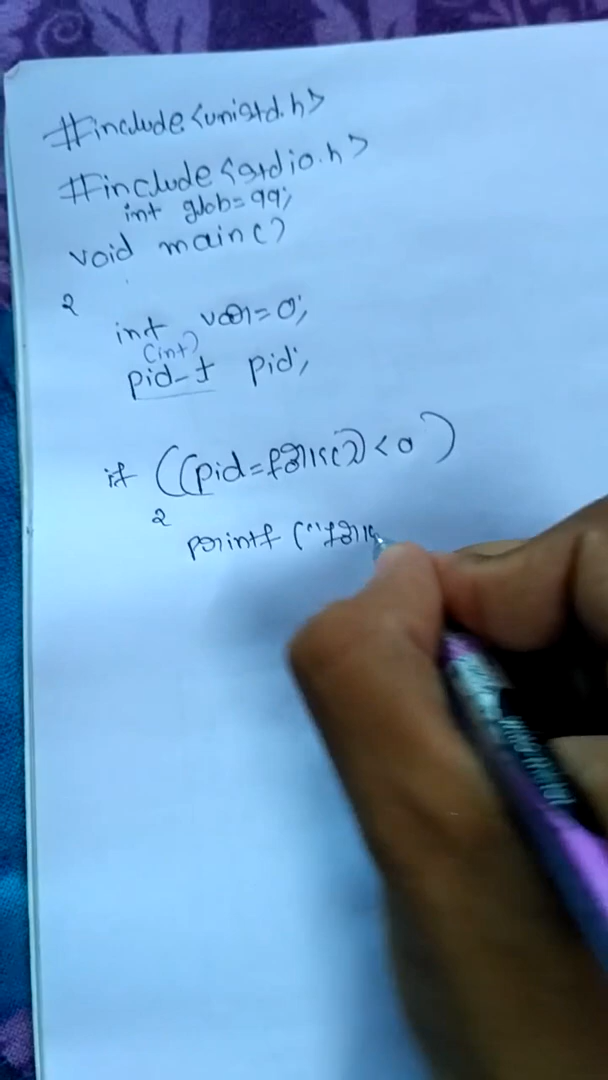 #include<unistd.h>
#include<stdio.h>
int glob=99;
void main()
{
int var=0;
(int)
pid_t pid;
if ((pid=fork()) < 0 )
{
printf ("fork